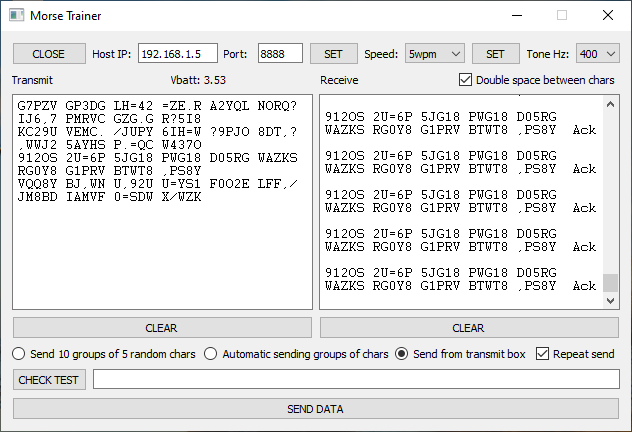 Morse Trainer
CLOSE Host IP: 192.168.1.5 Port: 8888 SET Speed: 5wpm SET Tone Hz: 400
Transmit Vbatt: 3.53 Receive Double space between chars
G7PZV GP3DG LH=42 =ZE.R A2YQL NORQ?
IJ6,7 PMRVC GZG.G R?5I8
KC29U VEMC. /JUPY 6IH=W ?9PJO 8DT,?
,WWJ2 5AYHS P.=QC W437O
912OS 2U=6P 5JG18 PWG18 D05RG WAZKS
RG0Y8 G1PRV BTWT8 ,PS8Y
VQQ8Y BJ,WN U,92U U=YS1 F0O2E LFF,/
JM8BD IAMVF 0=SDW X/WZK
912OS 2U=6P 5JG18 PWG18 D05RG
WAZKS RG0Y8 G1PRV BTWT8 ,PS8Y Ack
912OS 2U=6P 5JG18 PWG18 D05RG
WAZKS RG0Y8 G1PRV BTWT8 ,PS8Y Ack
912OS 2U=6P 5JG18 PWG18 D05RG
WAZKS RG0Y8 G1PRV BTWT8 ,PS8Y Ack
912OS 2U=6P 5JG18 PWG18 D05RG
WAZKS RG0Y8 G1PRV BTWT8 ,PS8Y Ack
912OS 2U=6P 5JG18 PWG18 D05RG
WAZKS RG0Y8 G1PRV BTWT8 ,PS8Y Ack
CLEAR CLEAR
Send 10 groups of 5 random chars Automatic sending groups of chars Send from transmit box Repeat send
CHECK TEST
SEND DATA